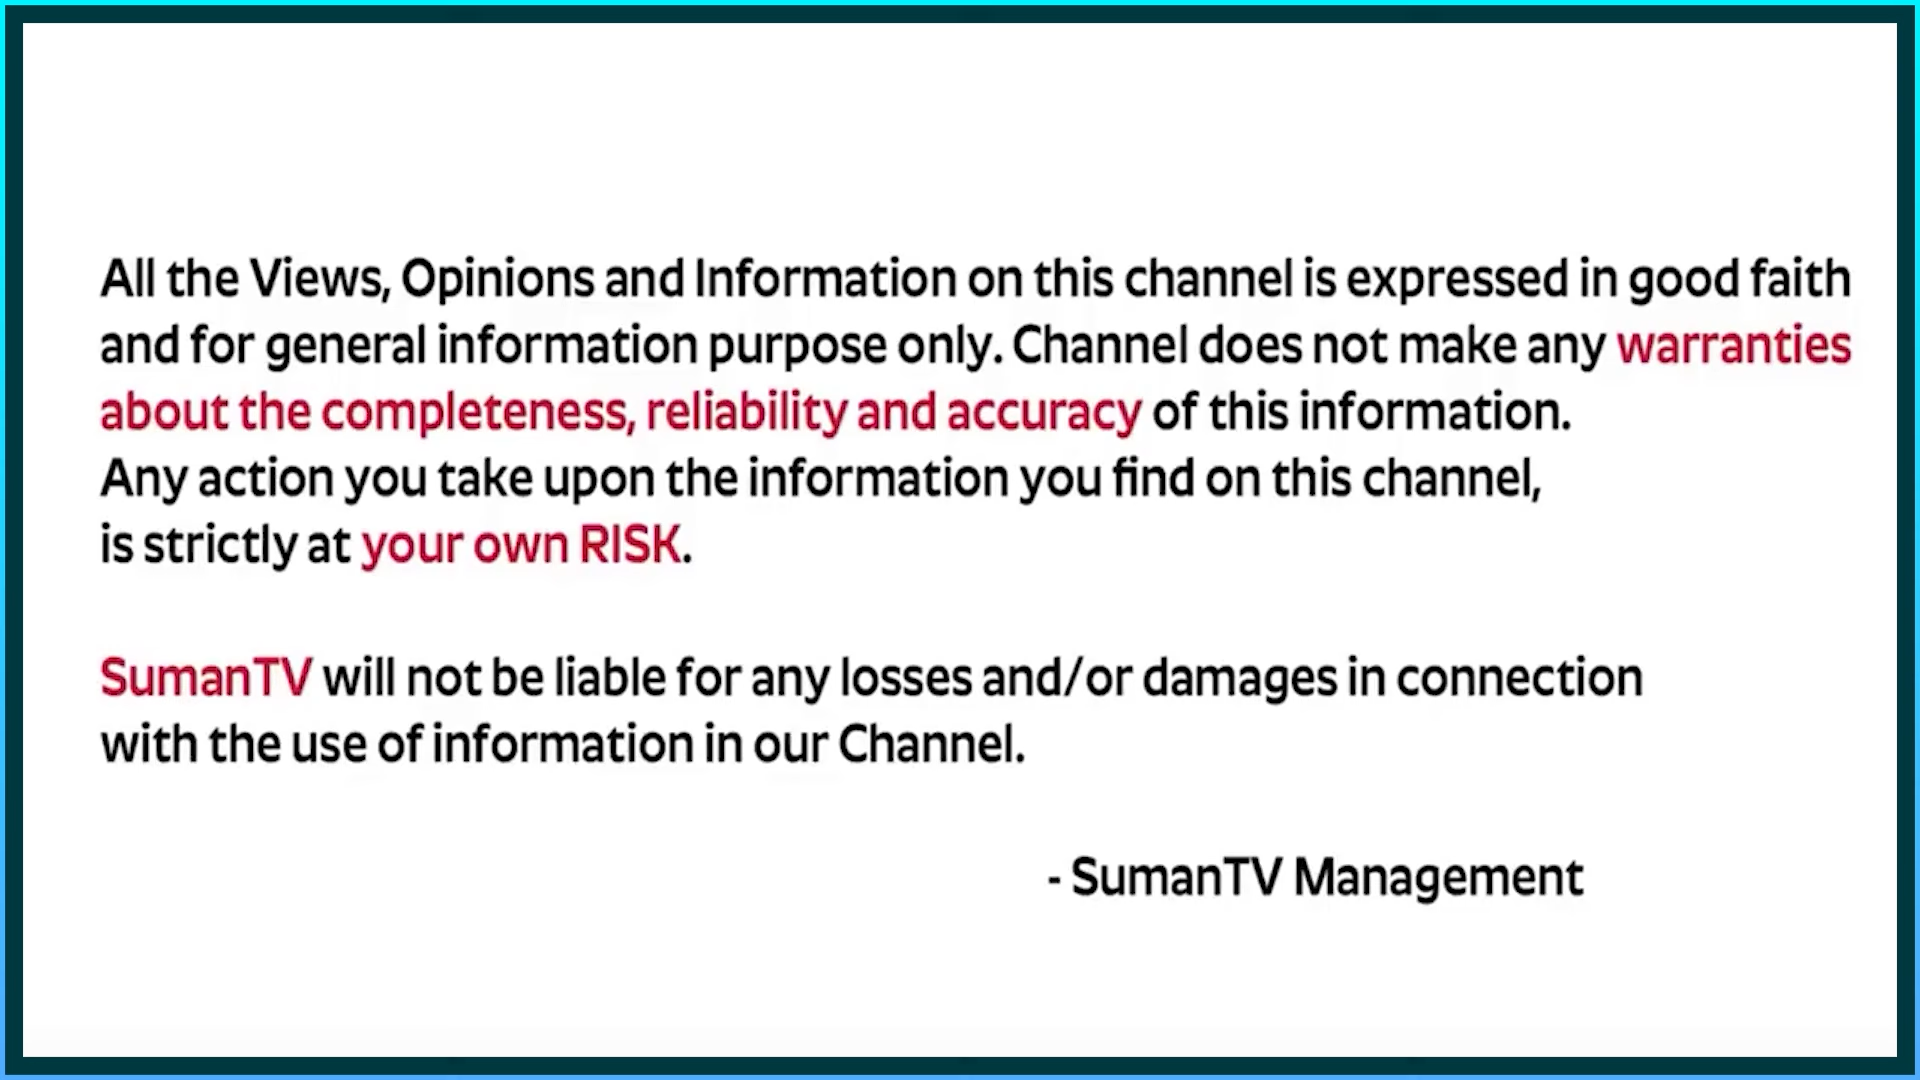 All the Views, Opinions and Information on this channel is expressed in good faith
and for general information purpose only. Channel does not make any warranties
about the completeness, reliability and accuracy of this information.
Any action you take upon the information you find on this channel,
is strictly at your own RISK.
SumanTV will not be liable for any losses and/or damages in connection
with the use of information in our Channel.
- SumanTV Management